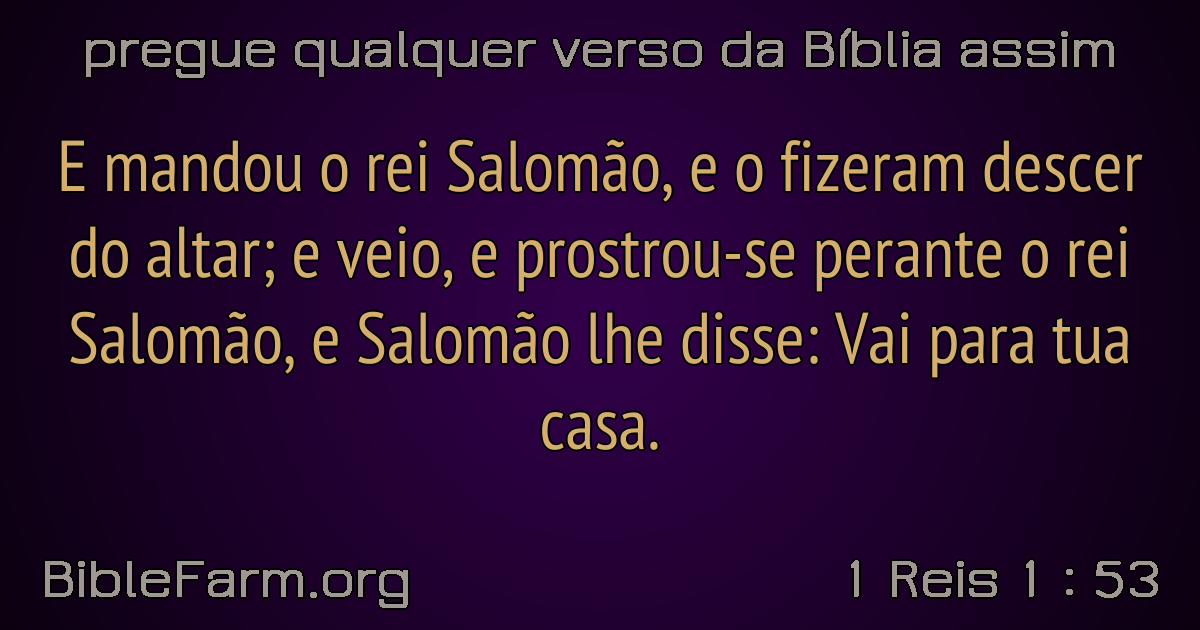 pregue qualquer verso da Bíblia assim
E mandou o rei Salomão, e o fizeram descer
do altar; e veio, e prostrou-se perante o rei
Salomão, e Salomão lhe disse: Vai para tua
casa.
BibleFarm.org
1 Reis 1 : 53